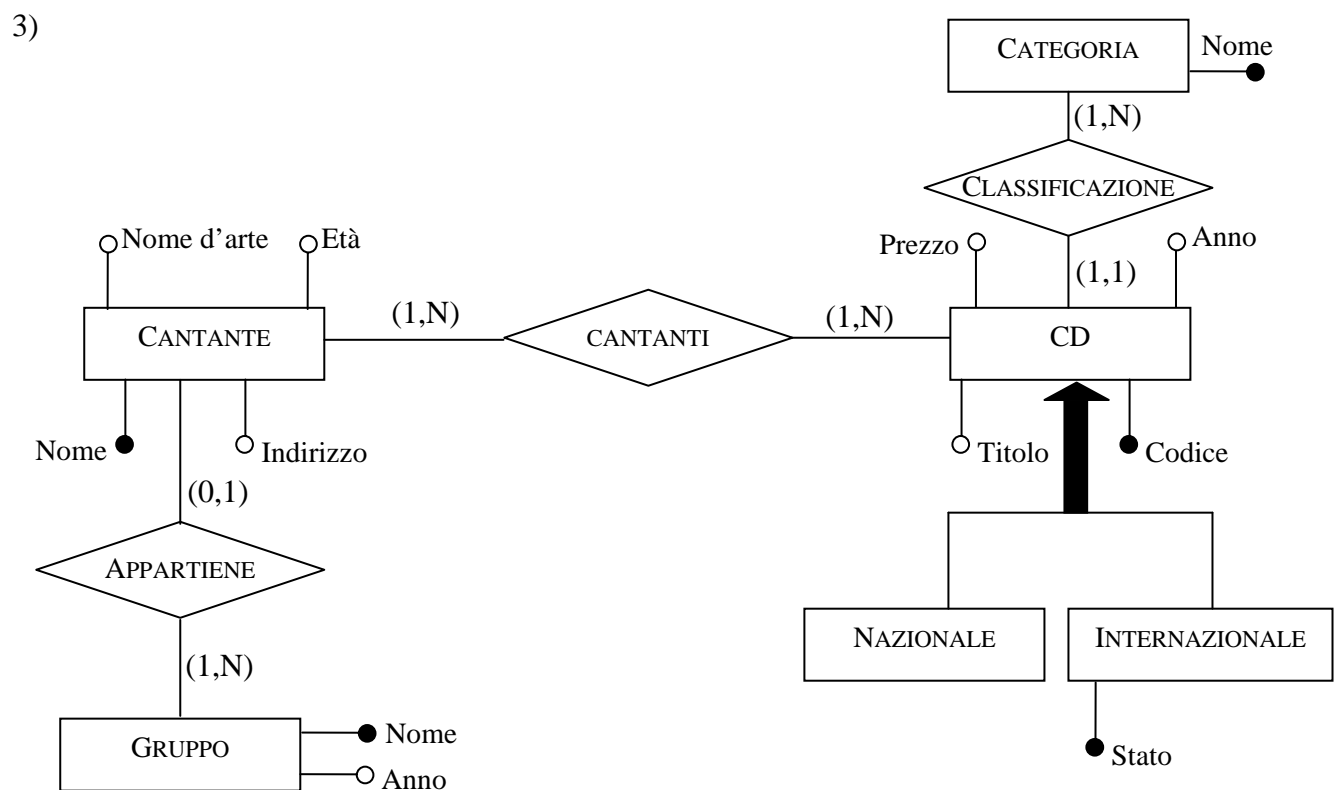 3)
CATEGORIA
Nome
(1,N)
CLASSIFICAZIONE
Nome d'arte
Età
Prezzo
Anno
(1,1)
CANTANTE
(1,N)
CANTANTI
(1,N)
CD
Nome
Indirizzo
Titolo
Codice
(0,1)
APPARTIENE
NAZIONALE
INTERNAZIONALE
(1,N)
GRUPPO
Nome
Anno
Stato